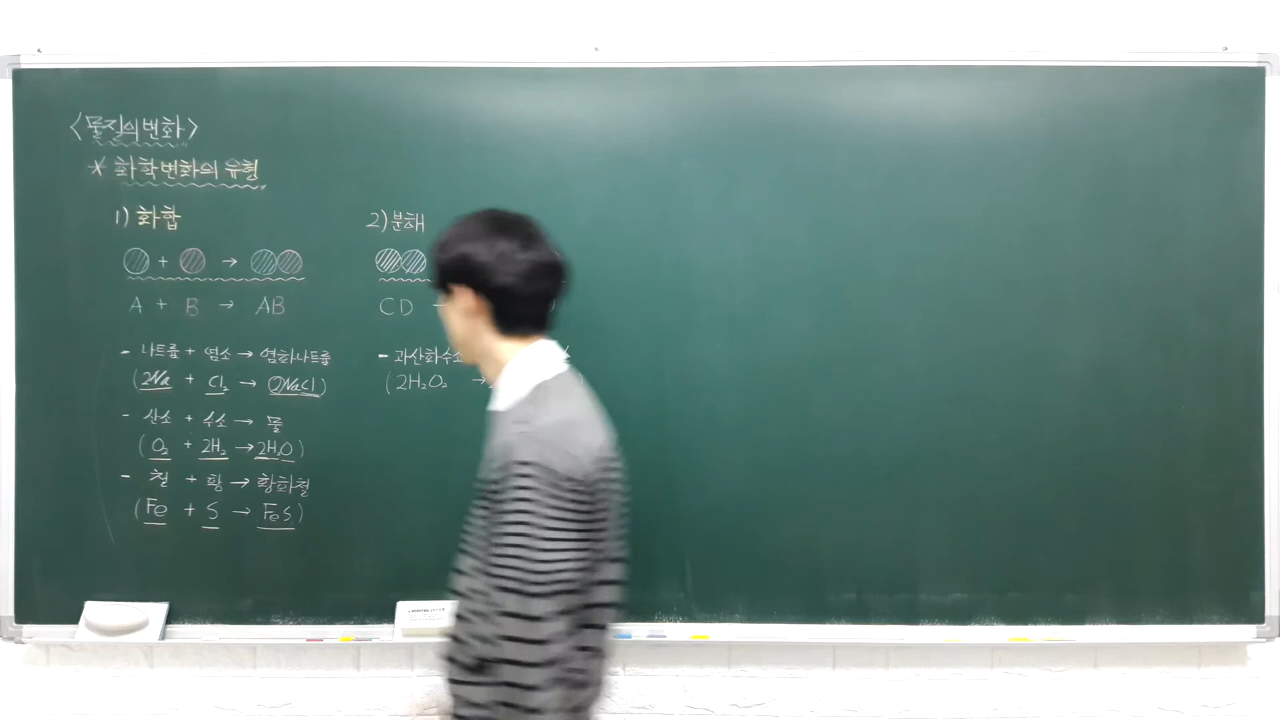 <물질의 변화>
* 화학변화의 유형
1) 화합
+ →
A + B → AB
- 나트륨 + 염소 → 염화나트륨
(2Na + Cl₂ → 2NaCl)
- 산소 + 수소 → 물
(O₂ + 2H₂ → 2H₂O)
- 철 + 황 → 황화철
(Fe + S → FeS)
2) 분해
CD
- 과산화수소
(2H₂O₂ →